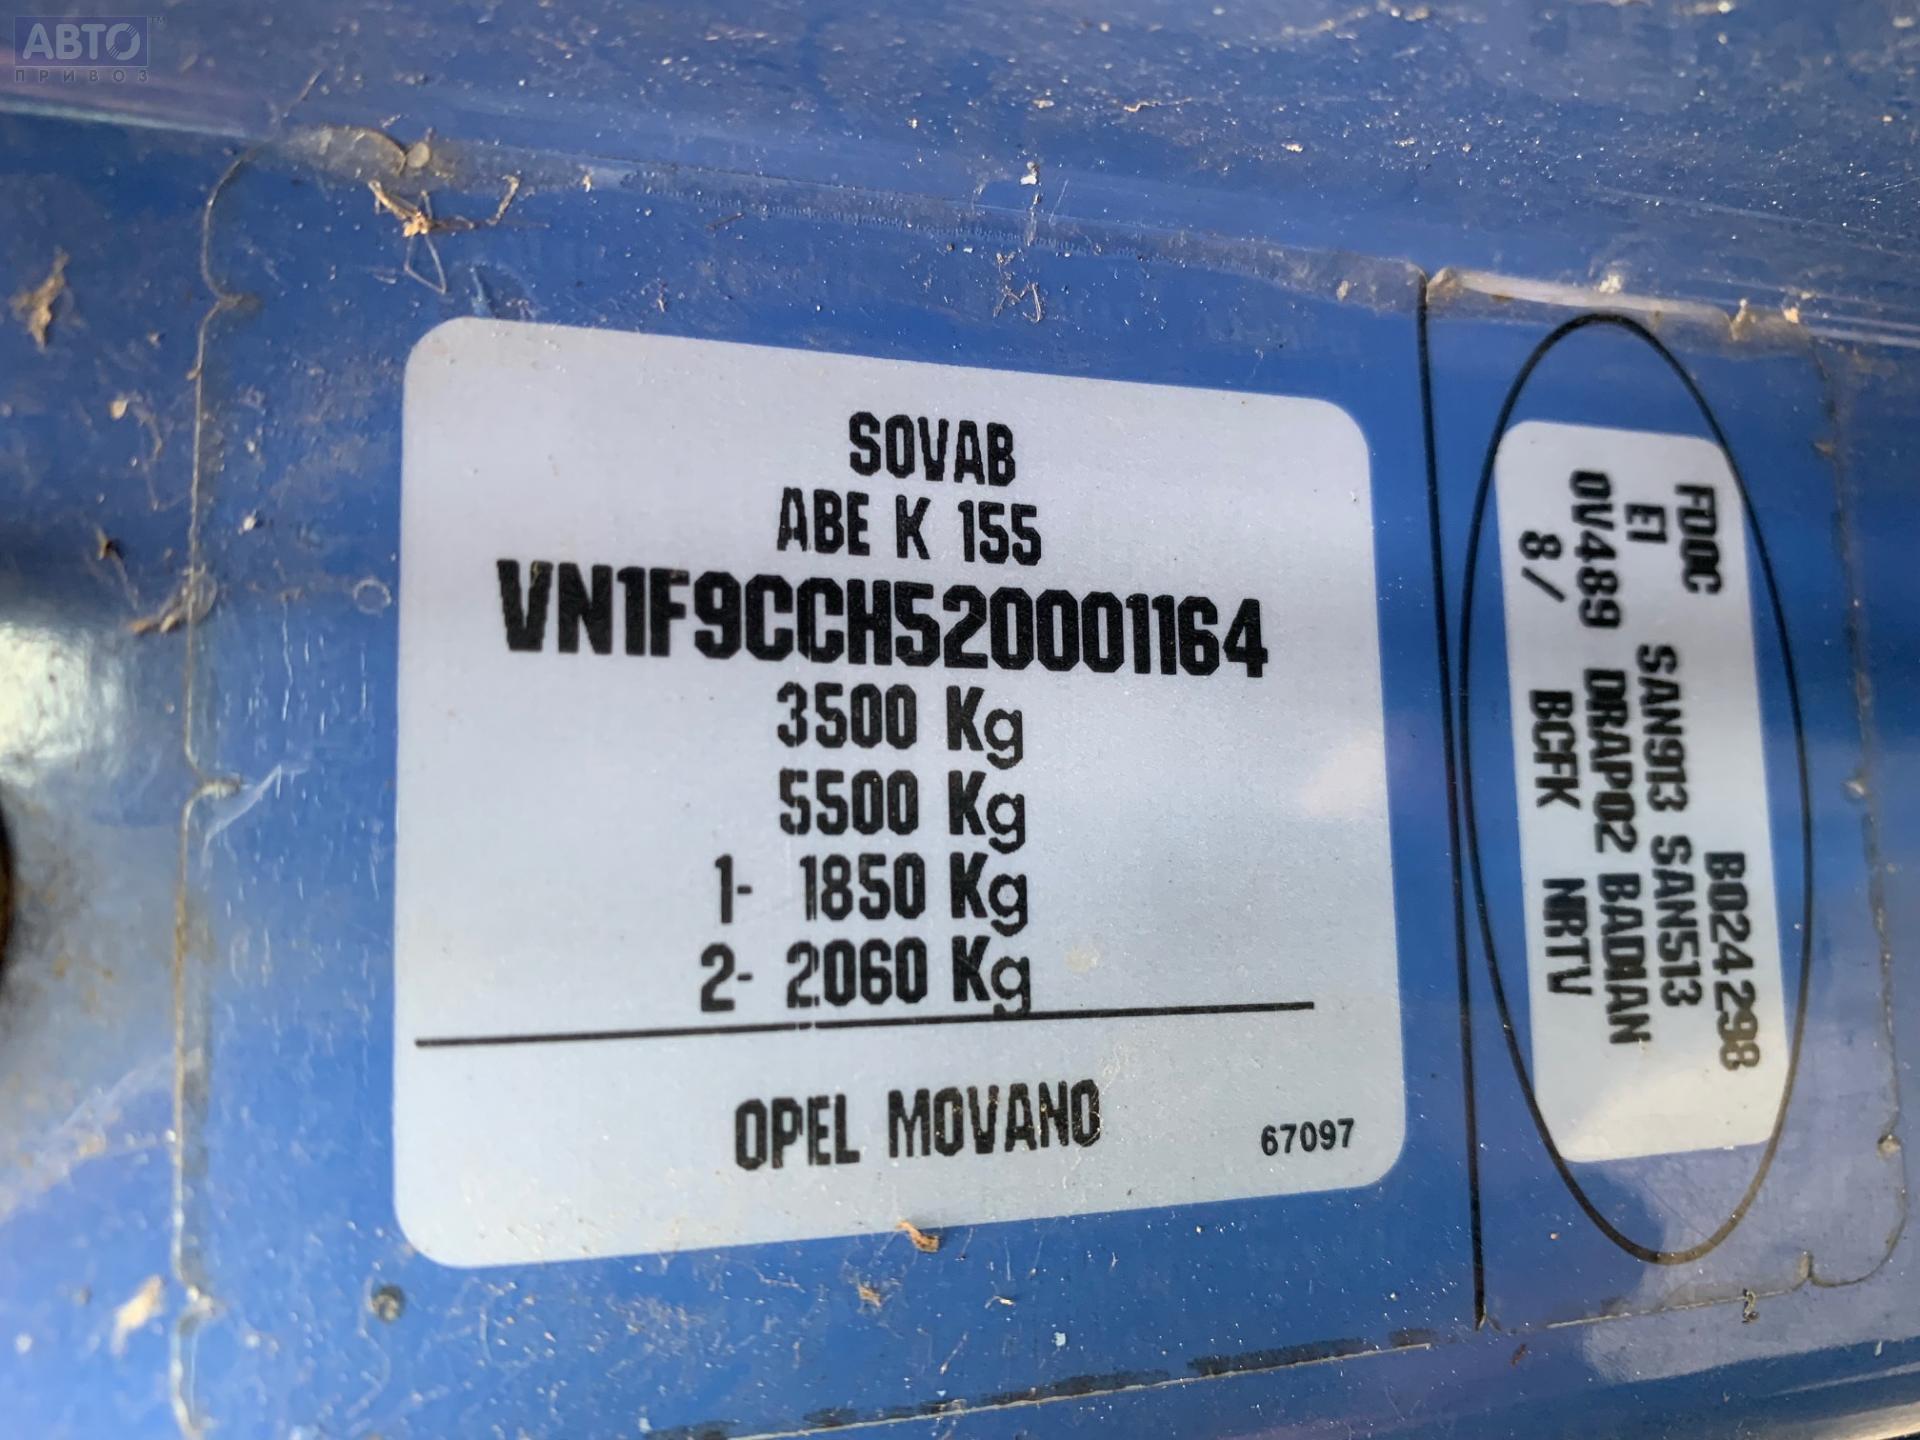 АВТО™
ПРИВОЗ
SOVAB
ABE K 155
VN1F9CCH520001164
3500 Kg
5500 Kg
1- 1850 Kg
2- 2060 Kg
OPEL MOVANO
67097
FDOC B024298
E1 SAN913 SAN513
0V489 DRAP02 BADIAN
8/ BCFK NRTV